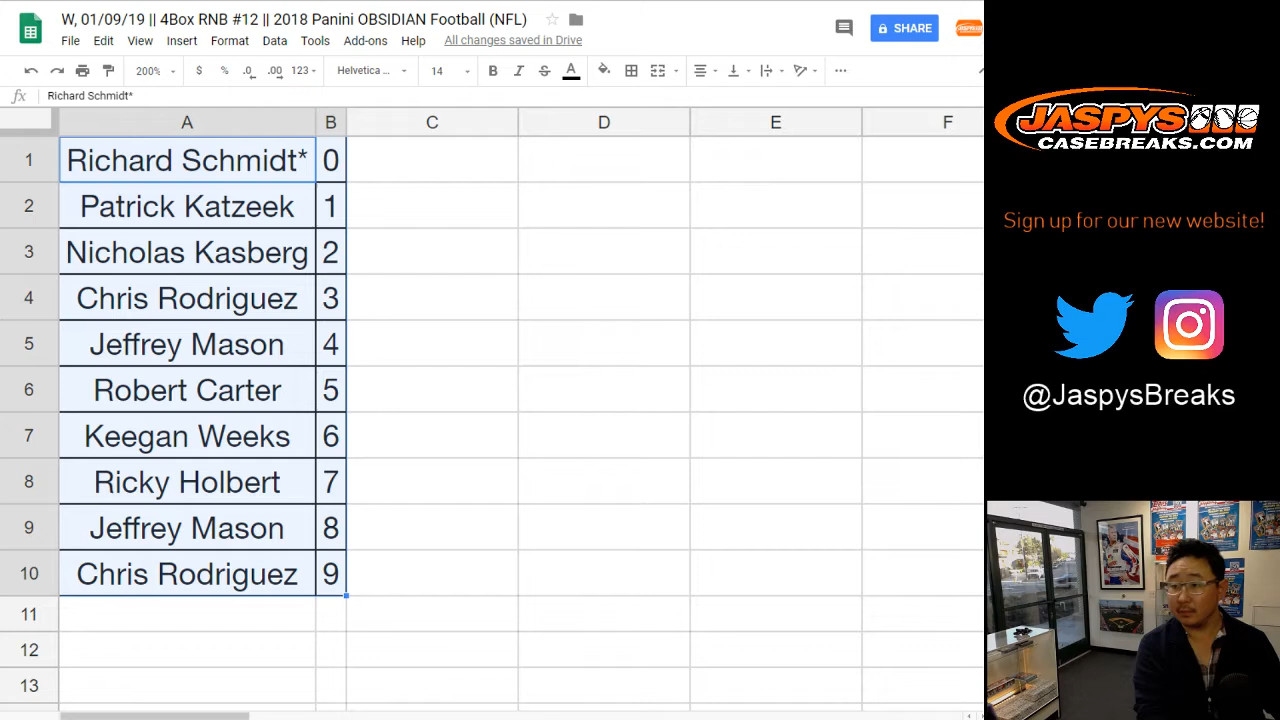 W, 01/09/19 || 4Box RNB #12 || 2018 Panini OBSIDIAN Football (NFL)
File Edit View Insert Format Data Tools Add-ons Help All changes saved in Drive
SHARE
200% $ % .0 .00 123 Helvetica ... 14 B I S A
fx Richard Schmidt*
A B C D E F
1 Richard Schmidt* 0
2 Patrick Katzeek 1
3 Nicholas Kasberg 2
4 Chris Rodriguez 3
5 Jeffrey Mason 4
6 Robert Carter 5
7 Keegan Weeks 6
8 Ricky Holbert 7
9 Jeffrey Mason 8
10 Chris Rodriguez 9
11
12
13
JASPYS
CASEBREAKS.COM
Sign up for our new website!
@JaspysBreaks